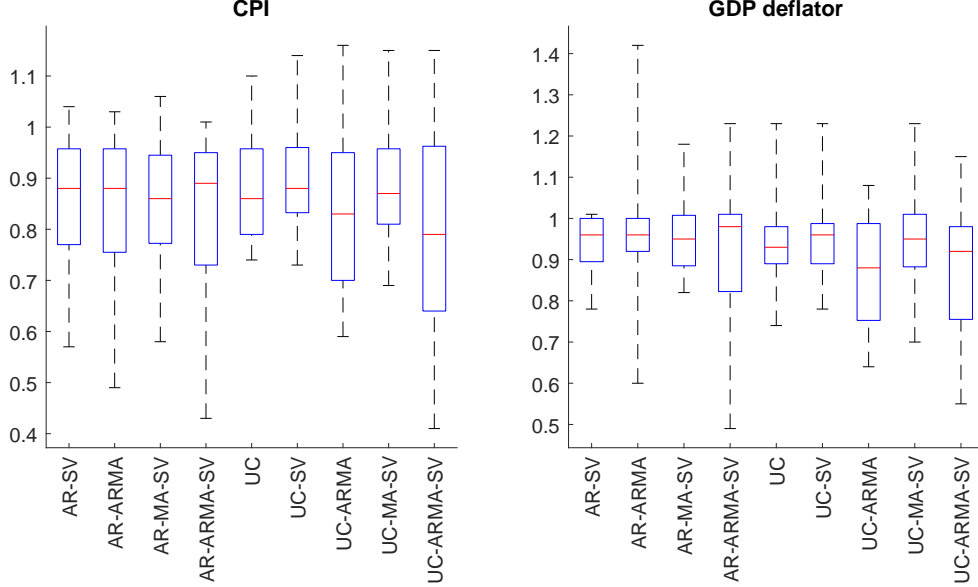 CPI
1.1
1
0.9
0.8
0.7
0.6
0.5
0.4
AR-SV
AR-ARMA
AR-MA-SV
AR-ARMA-SV
UC
UC-SV
UC-ARMA
UC-MA-SV
UC-ARMA-SV
GDP deflator
1.4
1.3
1.2
1.1
1
0.9
0.8
0.7
0.6
0.5
AR-SV
AR-ARMA
AR-MA-SV
AR-ARMA-SV
UC
UC-SV
UC-ARMA
UC-MA-SV
UC-ARMA-SV